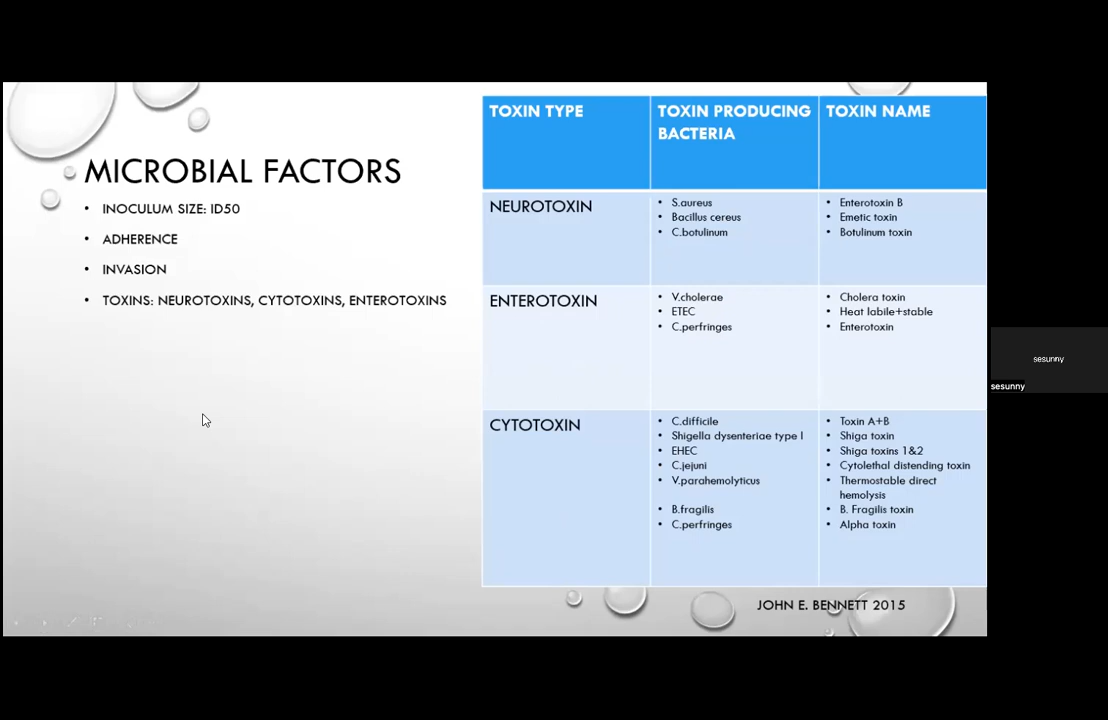 MICROBIAL FACTORS
• INOCULUM SIZE: ID50
• ADHERENCE
• INVASION
• TOXINS: NEUROTOXINS, CYTOTOXINS, ENTEROTOXINS
TOXIN TYPE
TOXIN PRODUCING
BACTERIA
TOXIN NAME
NEUROTOXIN
• S.aureus
• Bacillus cereus
• C.botulinum
• Enterotoxin B
• Emetic toxin
• Botulinum toxin
ENTEROTOXIN
• V.cholerae
• ETEC
• C.perfringes
• Cholera toxin
• Heat labile+stable
• Enterotoxin
CYTOTOXIN
• C.difficile
• Shigella dysenteriae type I
• EHEC
• C.jejuni
• V.parahemolyticus
• B.fragilis
• C.perfringes
• Toxin A+B
• Shiga toxin
• Shiga toxins 1&2
• Cytolethal distending toxin
• Thermostable direct
hemolysis
• B. Fragilis toxin
• Alpha toxin
JOHN E. BENNETT 2015
sesunny
sesunny